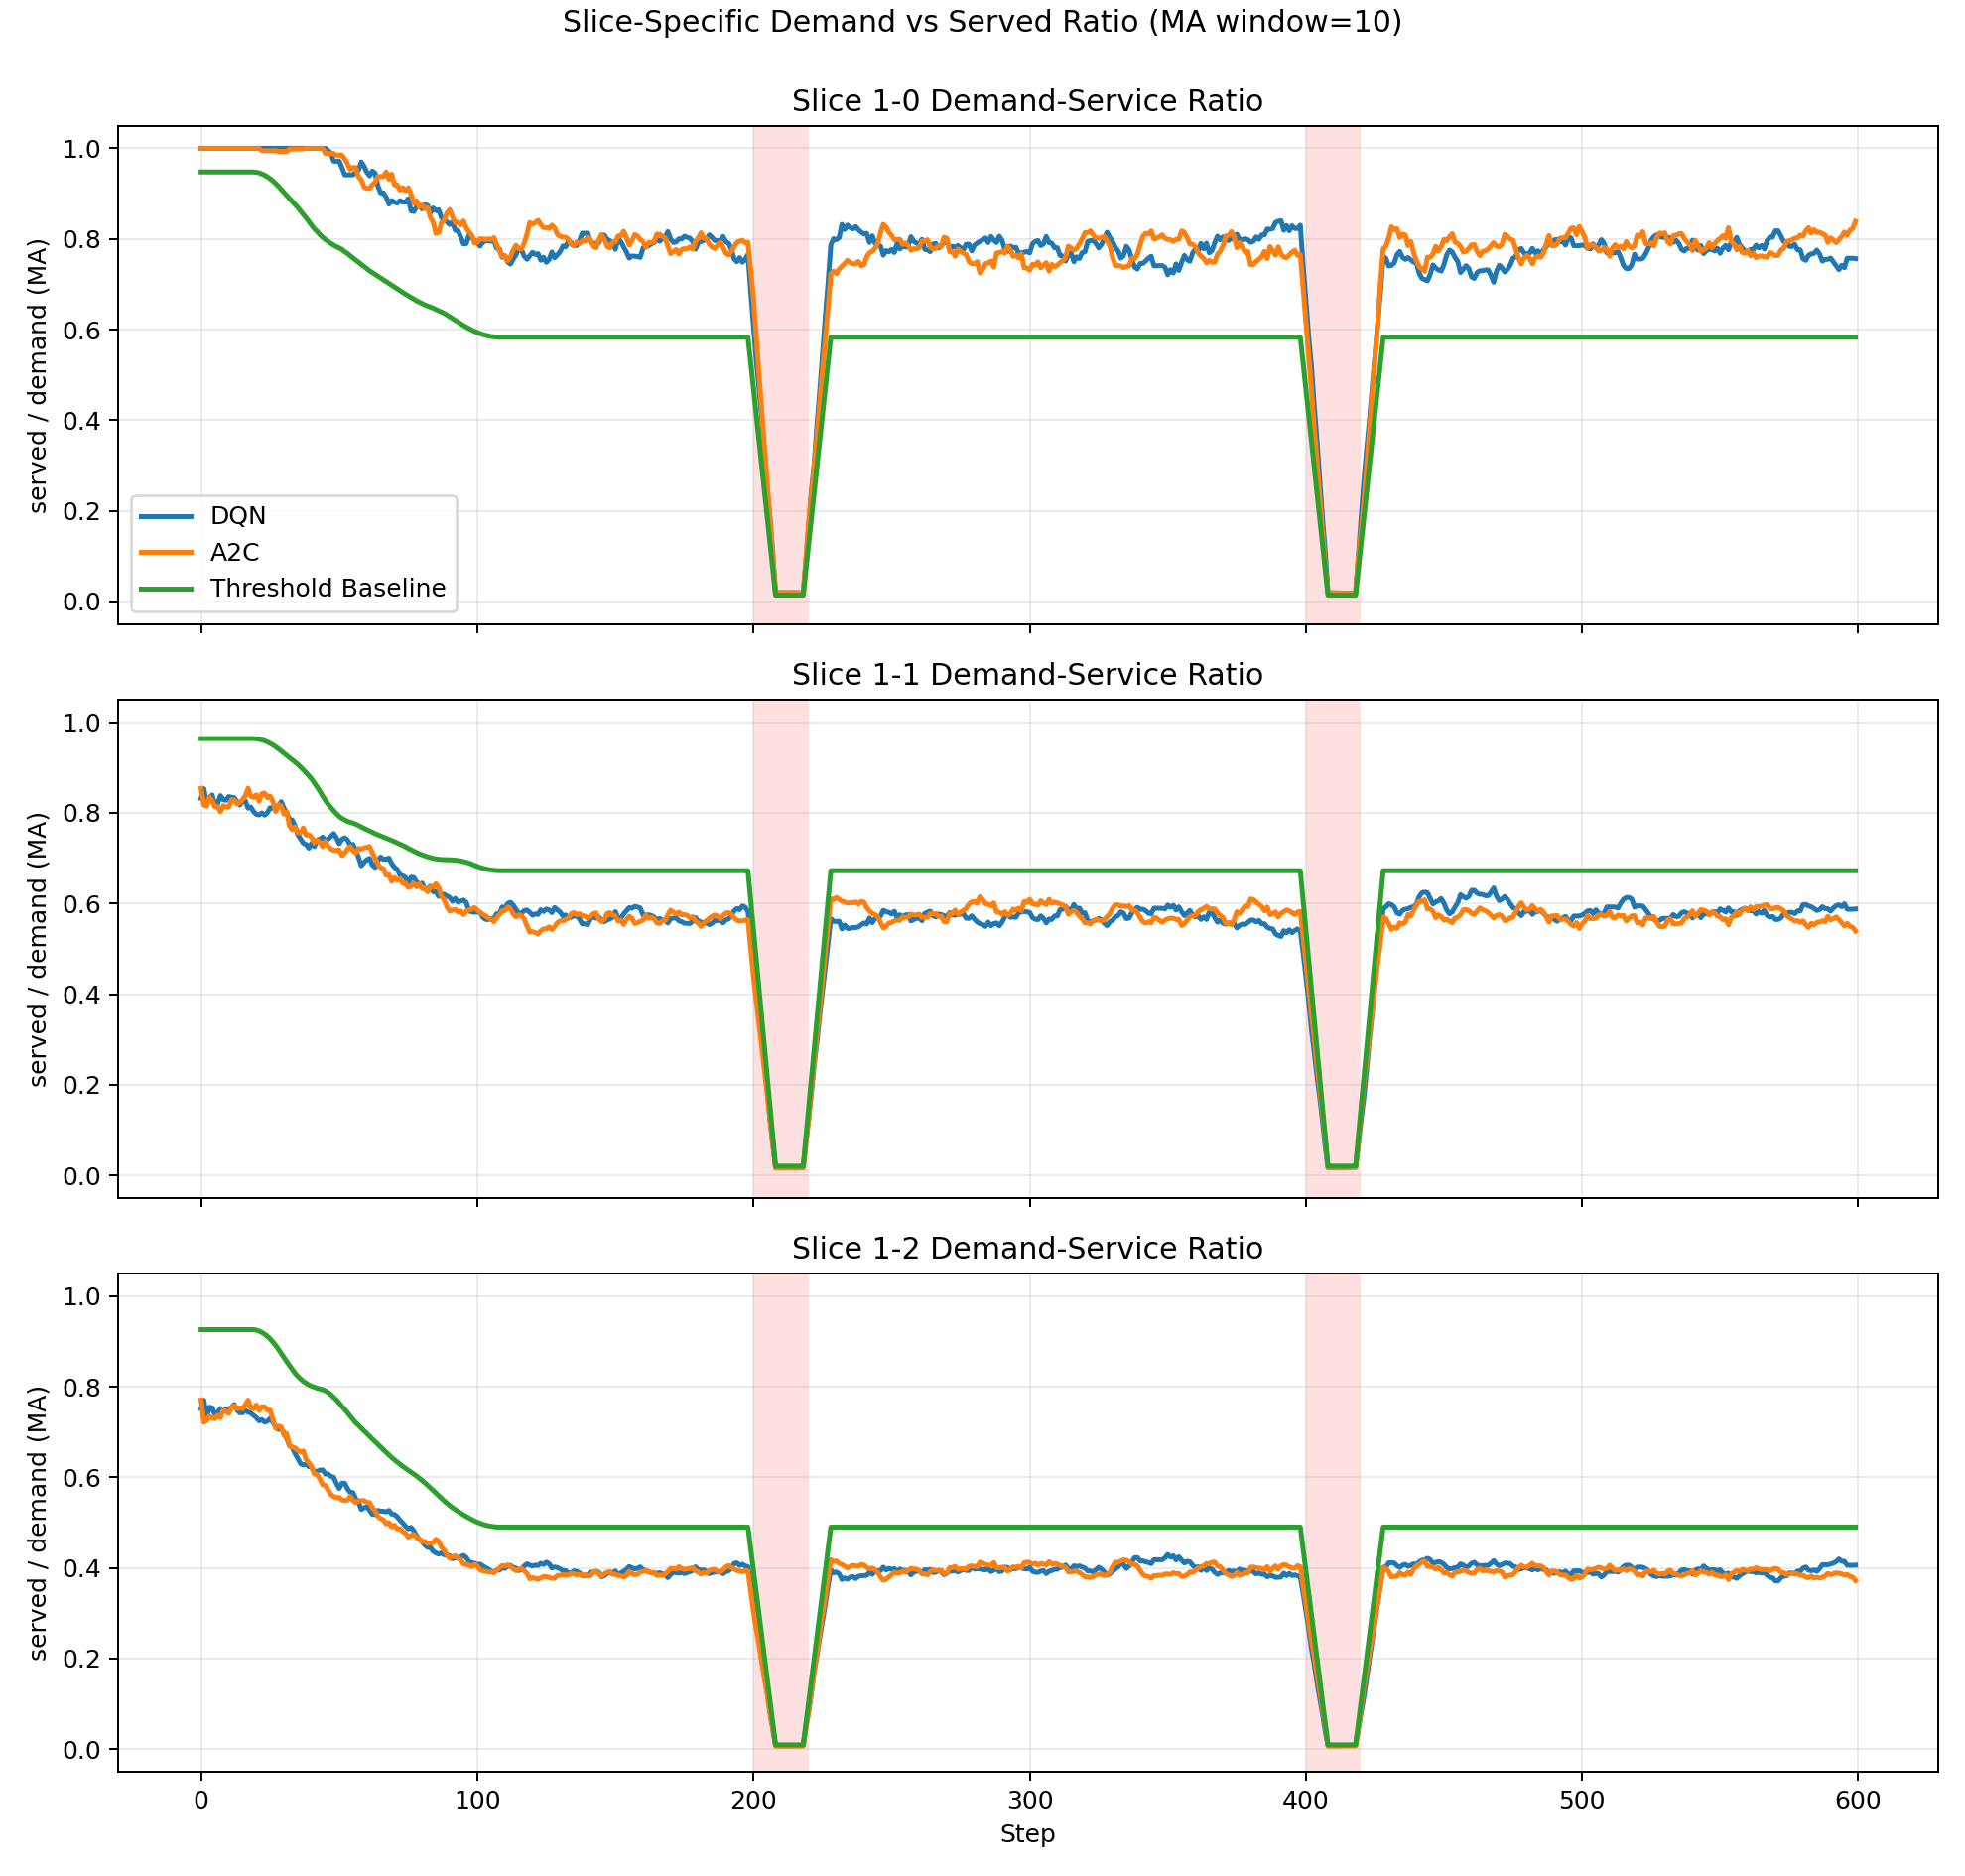 Slice-Specific Demand vs Served Ratio (MA window=10)
Slice 1-0 Demand-Service Ratio
served / demand (MA)
1.0
0.8
0.6
0.4
0.2
0.0
DQN
A2C
Threshold Baseline
Slice 1-1 Demand-Service Ratio
served / demand (MA)
1.0
0.8
0.6
0.4
0.2
0.0
Slice 1-2 Demand-Service Ratio
served / demand (MA)
1.0
0.8
0.6
0.4
0.2
0.0
0 100 200 300 400 500 600
Step